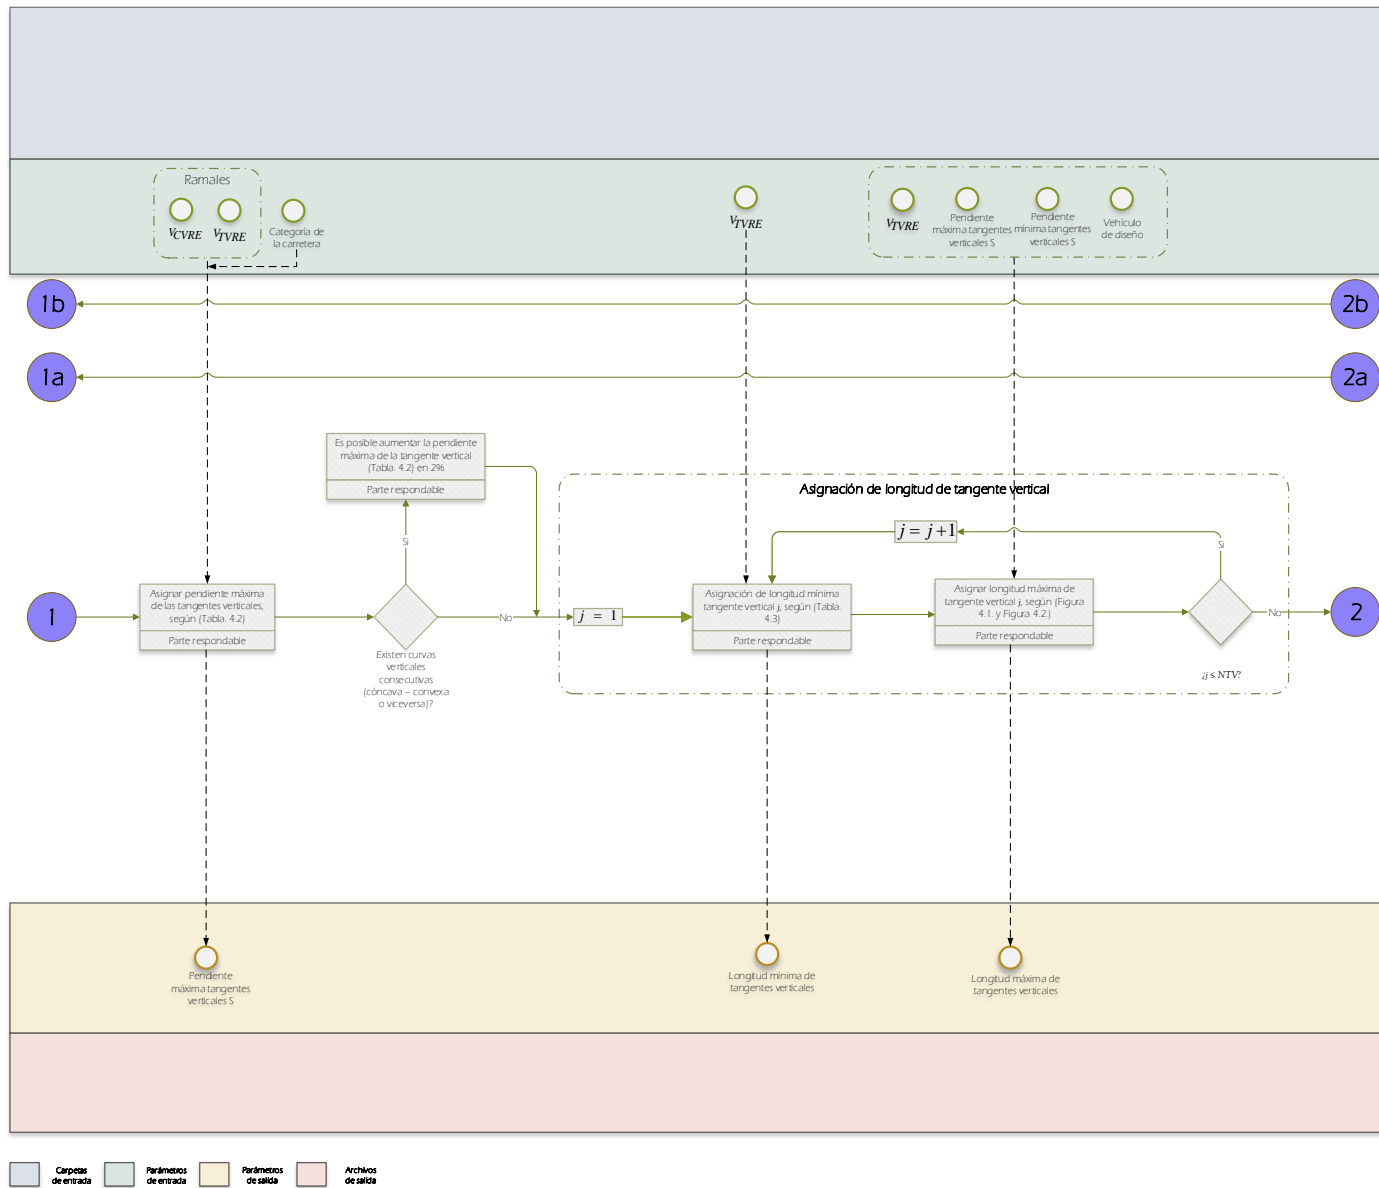 Ramales
VCVRE
VTVRE
Categoría de
la carretera
VTVRE
VTVRE
Pendiente
máxima tangentes
verticales S
Pendiente
mínima tangentes
verticales S
Vehículo
de diseño
1b
2b
1a
2a
Es posible aumentar la pendiente
máxima de la tangente vertical
(Tabla. 4.2) en 2%
Parte respondable
Asignación de longitud de tangente vertical
j = j+1
Si
Si
1
Asignar pendiente máxima
de las tangentes verticales,
según (Tabla. 4.2)
Parte respondable
No
Existen curvas
verticales
consecutivas
(cóncava – convexa
o viceversa)?
j = 1
Asignación de longitud mínima
tangente vertical j, según (Tabla.
4.3)
Parte respondable
Asignar longitud máxima de
tangente vertical j, según (Figura
4.1. y Figura 4.2.)
Parte respondable
No
2
¿j ≤ NTV?
Pendiente
máxima tangentes
verticales S
Longitud mínima de
tangentes verticales
Longitud máxima de
tangentes verticales
Carpetas
de entrada
Parámetros
de entrada
Parámetros
de salida
Archivos
de salida